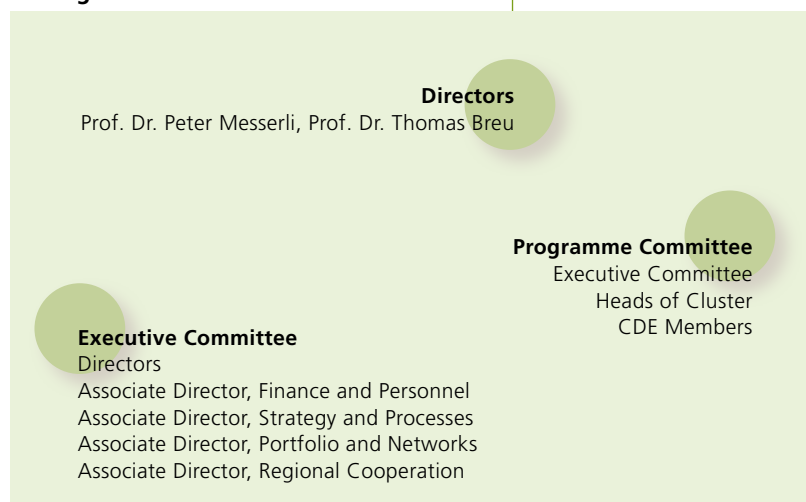 Directors
Prof. Dr. Peter Messerli, Prof. Dr. Thomas Breu
Programme Committee
Executive Committee
Heads of Cluster
CDE Members
Executive Committee
Directors
Associate Director, Finance and Personnel
Associate Director, Strategy and Processes
Associate Director, Portfolio and Networks
Associate Director, Regional Cooperation